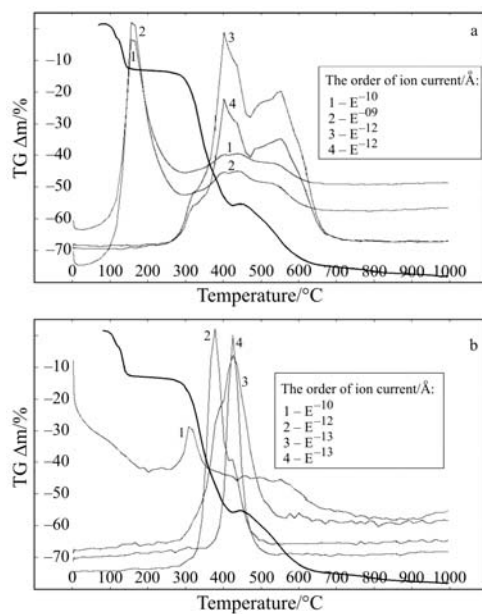 a
TG Δm/%
−10
−20
−30
−40
−50
−60
−70
2
1
3
4
1
2
The order of ion current/Å:
1 – E⁻¹⁰
2 – E⁻⁰⁹
3 – E⁻¹²
4 – E⁻¹²
0 100 200 300 400 500 600 700 800 900 1000
Temperature/°C
b
TG Δm/%
−10
−20
−30
−40
−50
−60
−70
2 4
3
1
The order of ion current/Å:
1 – E⁻¹⁰
2 – E⁻¹²
3 – E⁻¹³
4 – E⁻¹³
0 100 200 300 400 500 600 700 800 900 1000
Temperature/°C